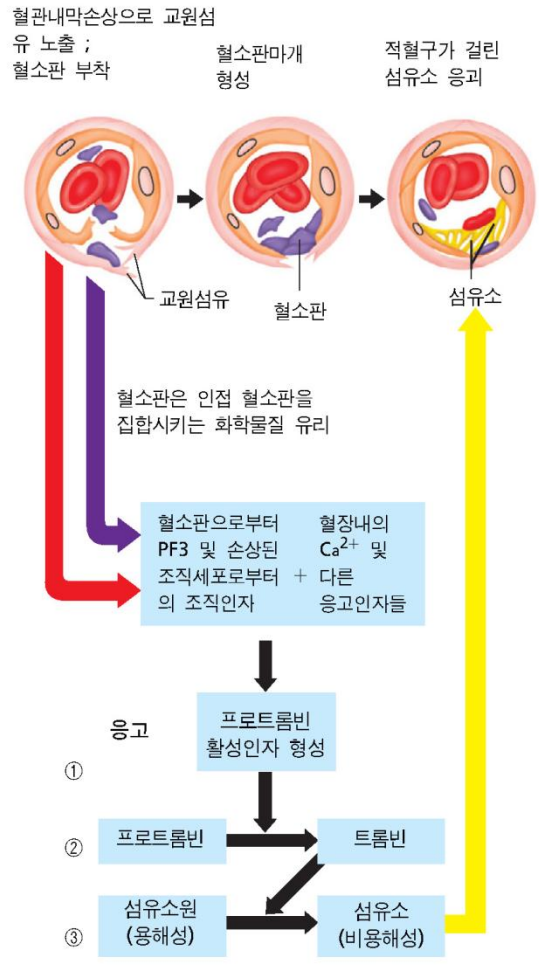 혈관내막손상으로 교원섬
유 노출 ;
혈소판 부착
혈소판마개
형성
적혈구가 걸린
섬유소 응괴
교원섬유
혈소판
섬유소
혈소판은 인접 혈소판을
집합시키는 화학물질 유리
혈소판으로부터
PF3 및 손상된
조직세포로부터
의 조직인자
+
혈장내의
Ca²⁺ 및
다른
응고인자들
응고
프로트롬빈
활성인자 형성
①
②
프로트롬빈
트롬빈
③
섬유소원
(용해성)
섬유소
(비용해성)